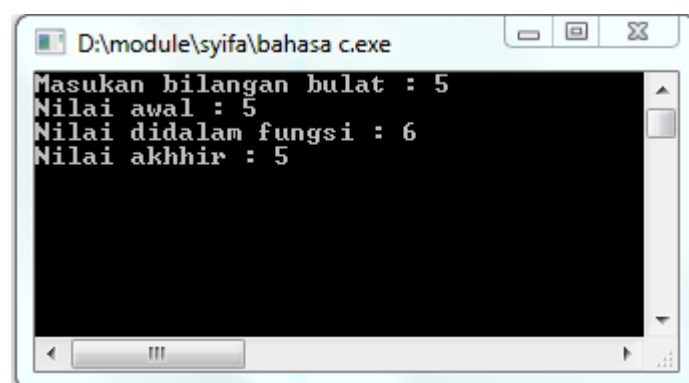 D:\module\syifa\bahasa c.exe
Masukan bilangan bulat : 5
Nilai awal : 5
Nilai didalam fungsi : 6
Nilai akhhir : 5